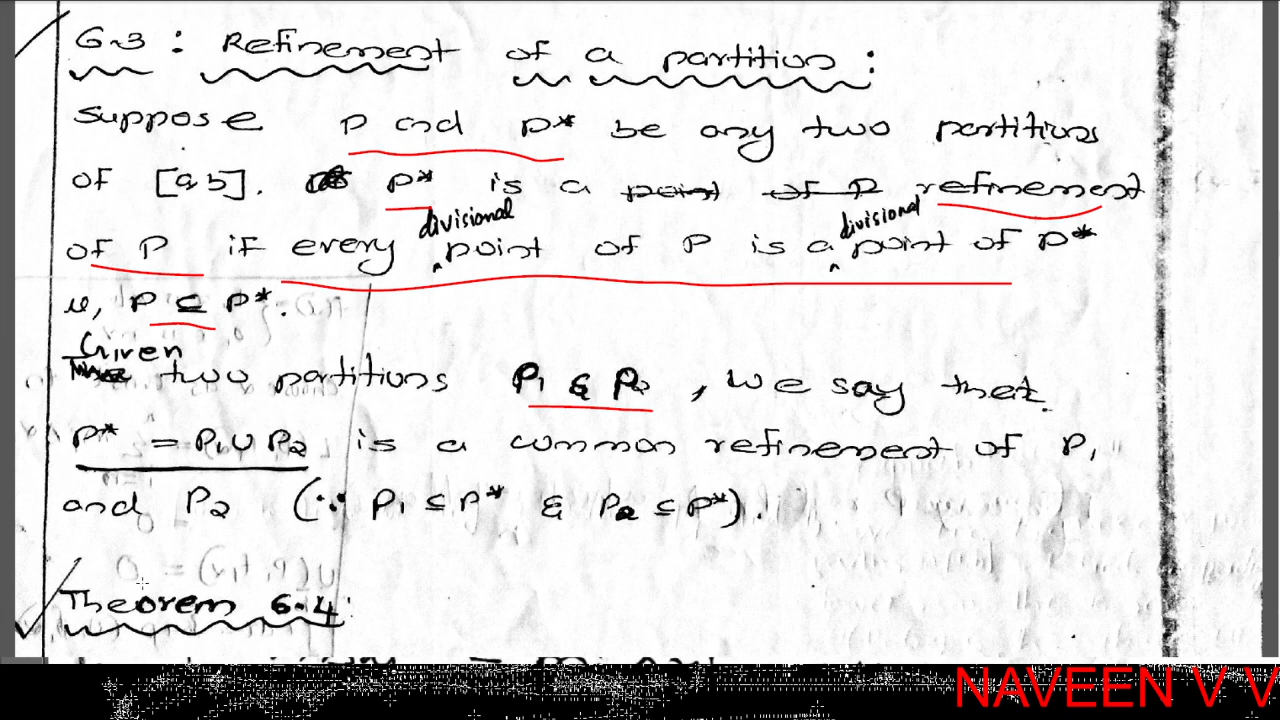 6.3 : Refinement of a partition :
Suppose P and P* be any two partitions
of [a, b]. P* is a refinement
of P if every divisional point of P is a divisional point of P*
ie, P ⊆ P*.
Given two partitions P1 & P2, we say that.
P* = P1 ∪ P2 is a common refinement of P1
and P2 (∵ P1 ⊆ P* & P2 ⊆ P*).
Theorem 6.4:
NAVEEN V V